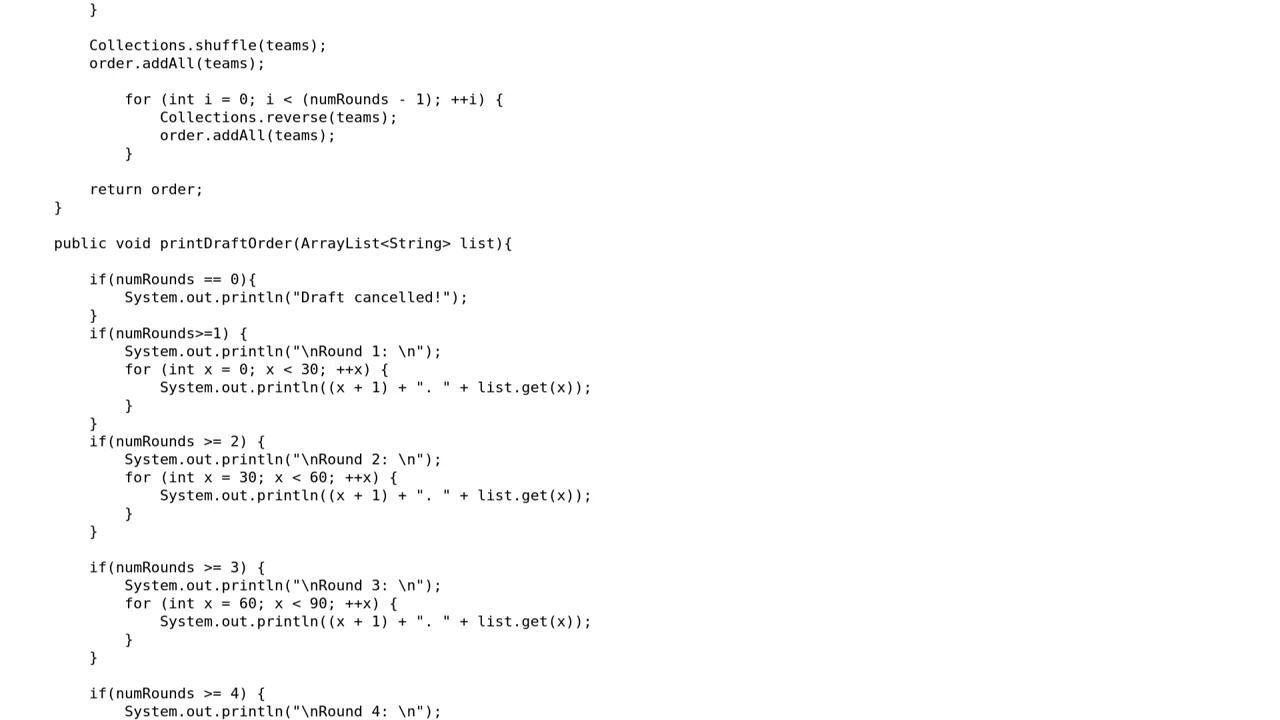 }
Collections.shuffle(teams);
order.addAll(teams);
for (int i = 0; i < (numRounds - 1); ++i) {
Collections.reverse(teams);
order.addAll(teams);
}
return order;
}
public void printDraftOrder(ArrayList<String> list){
if(numRounds == 0){
System.out.println("Draft cancelled!");
}
if(numRounds>=1) {
System.out.println("\nRound 1: \n");
for (int x = 0; x < 30; ++x) {
System.out.println((x + 1) + ". " + list.get(x));
}
}
if(numRounds >= 2) {
System.out.println("\nRound 2: \n");
for (int x = 30; x < 60; ++x) {
System.out.println((x + 1) + ". " + list.get(x));
}
}
if(numRounds >= 3) {
System.out.println("\nRound 3: \n");
for (int x = 60; x < 90; ++x) {
System.out.println((x + 1) + ". " + list.get(x));
}
}
if(numRounds >= 4) {
System.out.println("\nRound 4: \n");